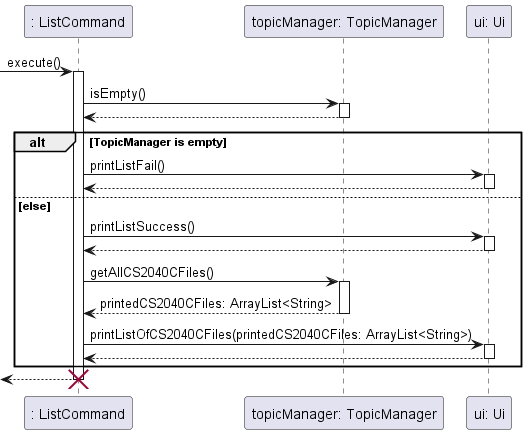 : ListCommand
topicManager: TopicManager
ui: Ui
execute()
isEmpty()
alt
[TopicManager is empty]
printListFail()
[else]
printListSuccess()
getAllCS2040CFiles()
printedCS2040CFiles: ArrayList<String>
printListOfCS2040CFiles(printedCS2040CFiles: ArrayList<String>)
: ListCommand
topicManager: TopicManager
ui: Ui